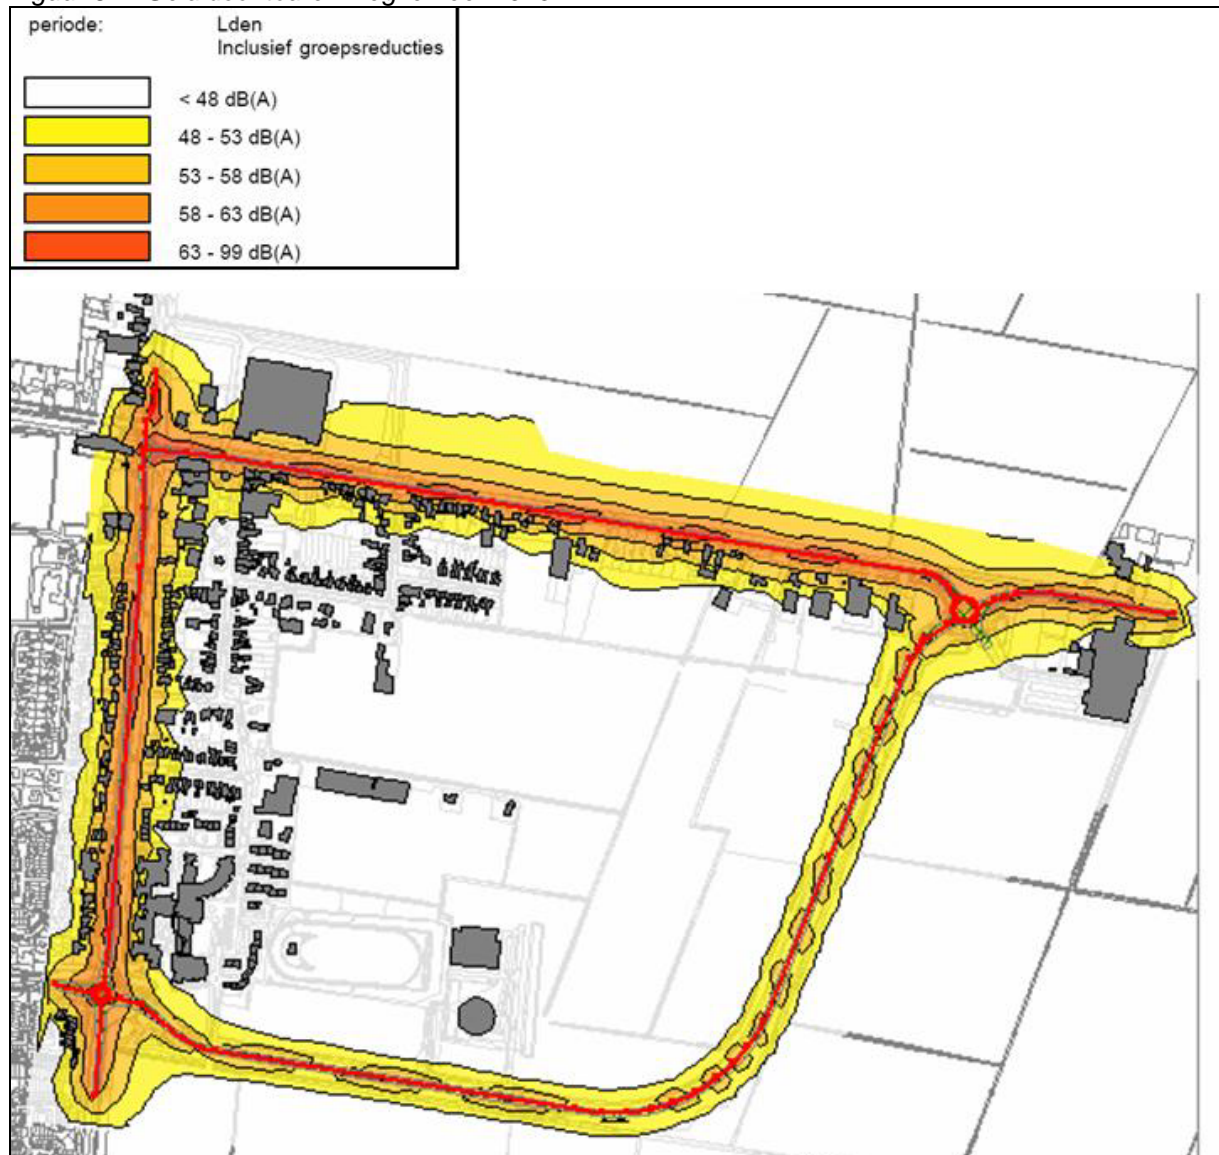 periode: Lden
Inclusief groepsreducties
< 48 dB(A)
48 - 53 dB(A)
53 - 58 dB(A)
58 - 63 dB(A)
63 - 99 dB(A)